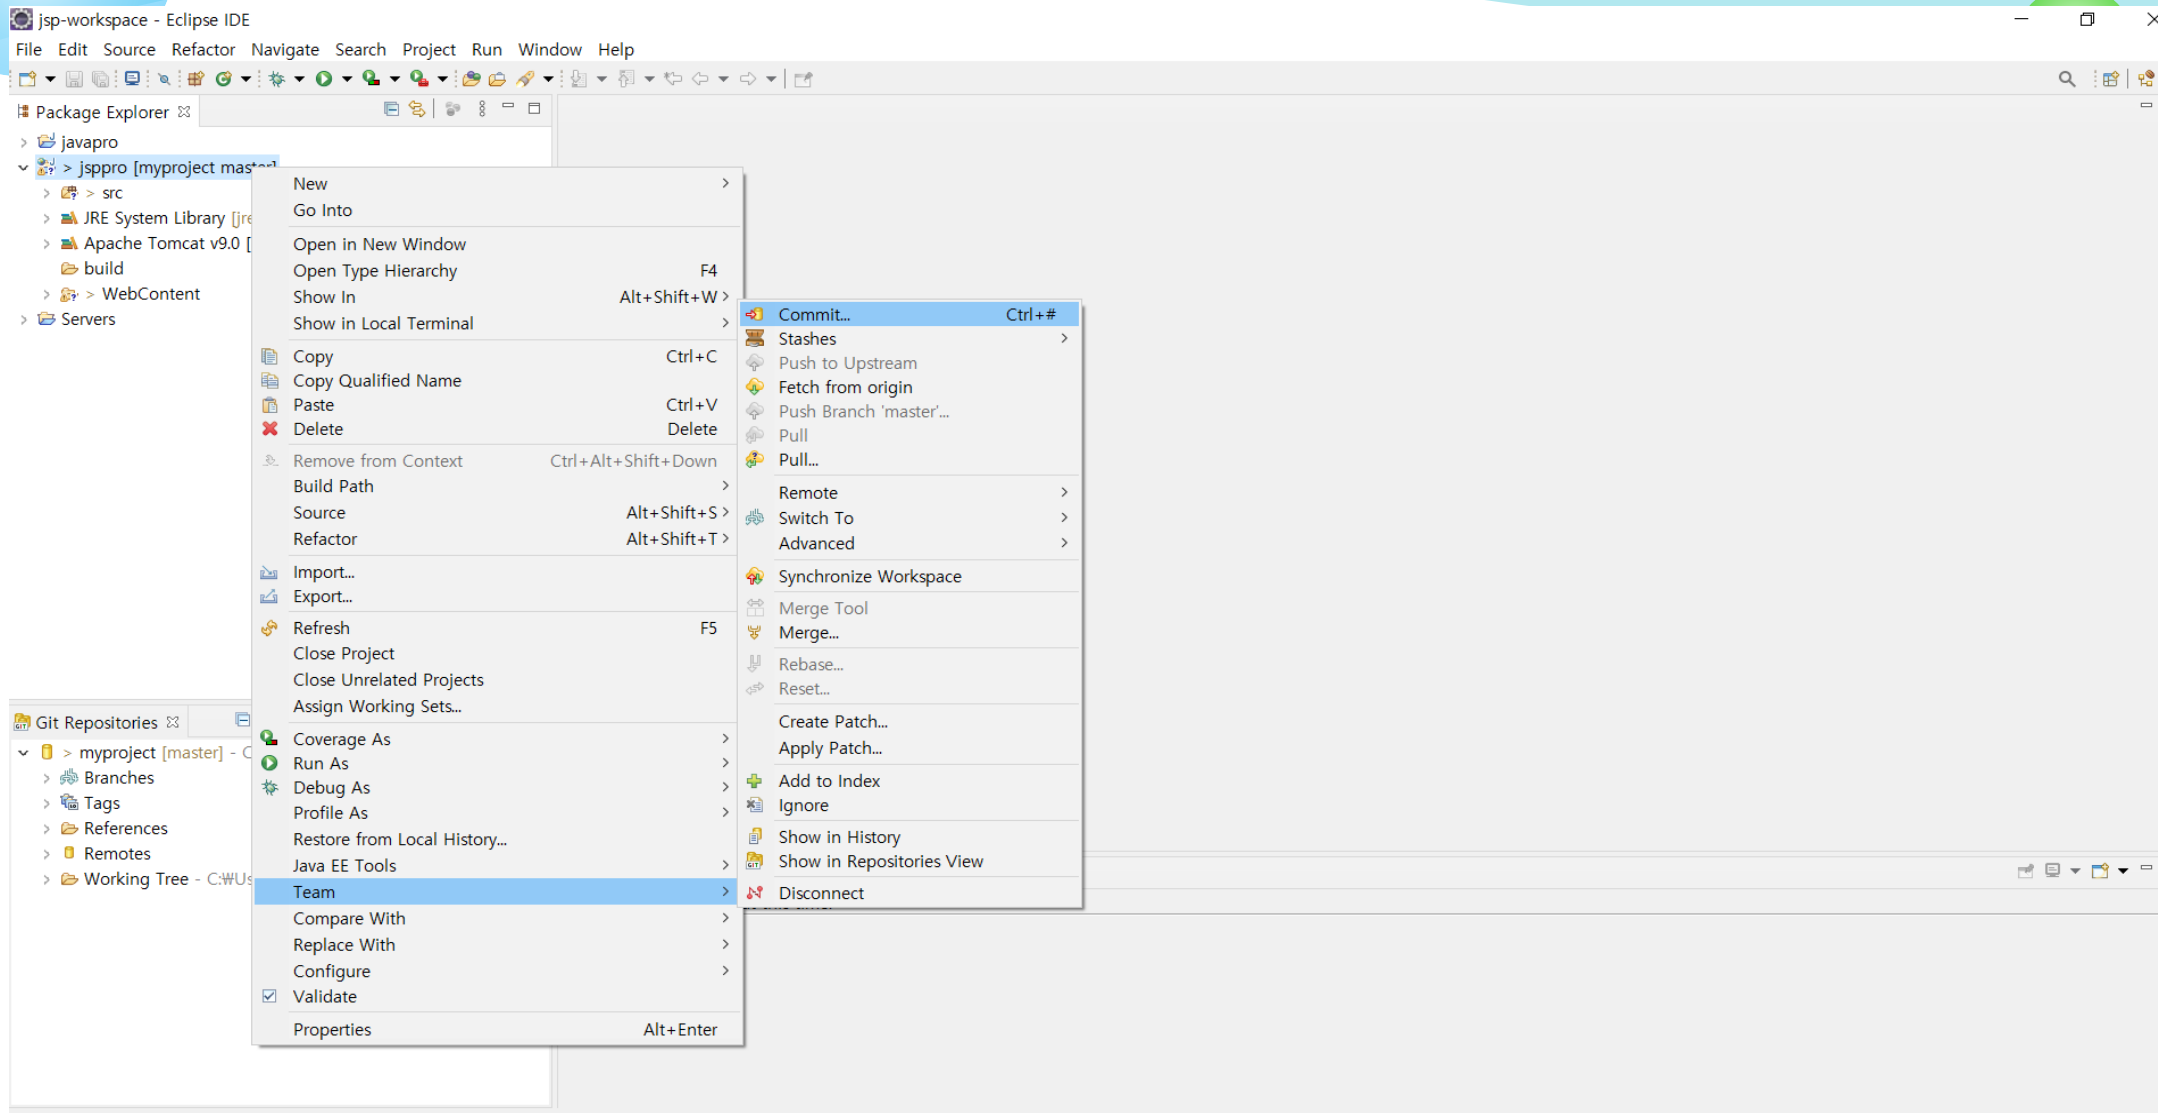 jsp-workspace - Eclipse IDE
File Edit Source Refactor Navigate Search Project Run Window Help
Package Explorer
javapro
> jsppro [myproject master]
> src
JRE System Library [jre
Apache Tomcat v9.0 [
build
> WebContent
Servers
New
Go Into
Open in New Window
Open Type Hierarchy F4
Show In Alt+Shift+W
Show in Local Terminal
Copy Ctrl+C
Copy Qualified Name
Paste Ctrl+V
Delete Delete
Remove from Context Ctrl+Alt+Shift+Down
Build Path
Source Alt+Shift+S
Refactor Alt+Shift+T
Import...
Export...
Refresh F5
Close Project
Close Unrelated Projects
Assign Working Sets...
Coverage As
Run As
Debug As
Profile As
Restore from Local History...
Java EE Tools
Team
Compare With
Replace With
Configure
Validate
Properties Alt+Enter
Commit... Ctrl+#
Stashes
Push to Upstream
Fetch from origin
Push Branch 'master'...
Pull
Pull...
Remote
Switch To
Advanced
Synchronize Workspace
Merge Tool
Merge...
Rebase...
Reset...
Create Patch...
Apply Patch...
Add to Index
Ignore
Show in History
Show in Repositories View
Disconnect
Git Repositories
> myproject [master] - C
Branches
Tags
References
Remotes
Working Tree - C:₩Us